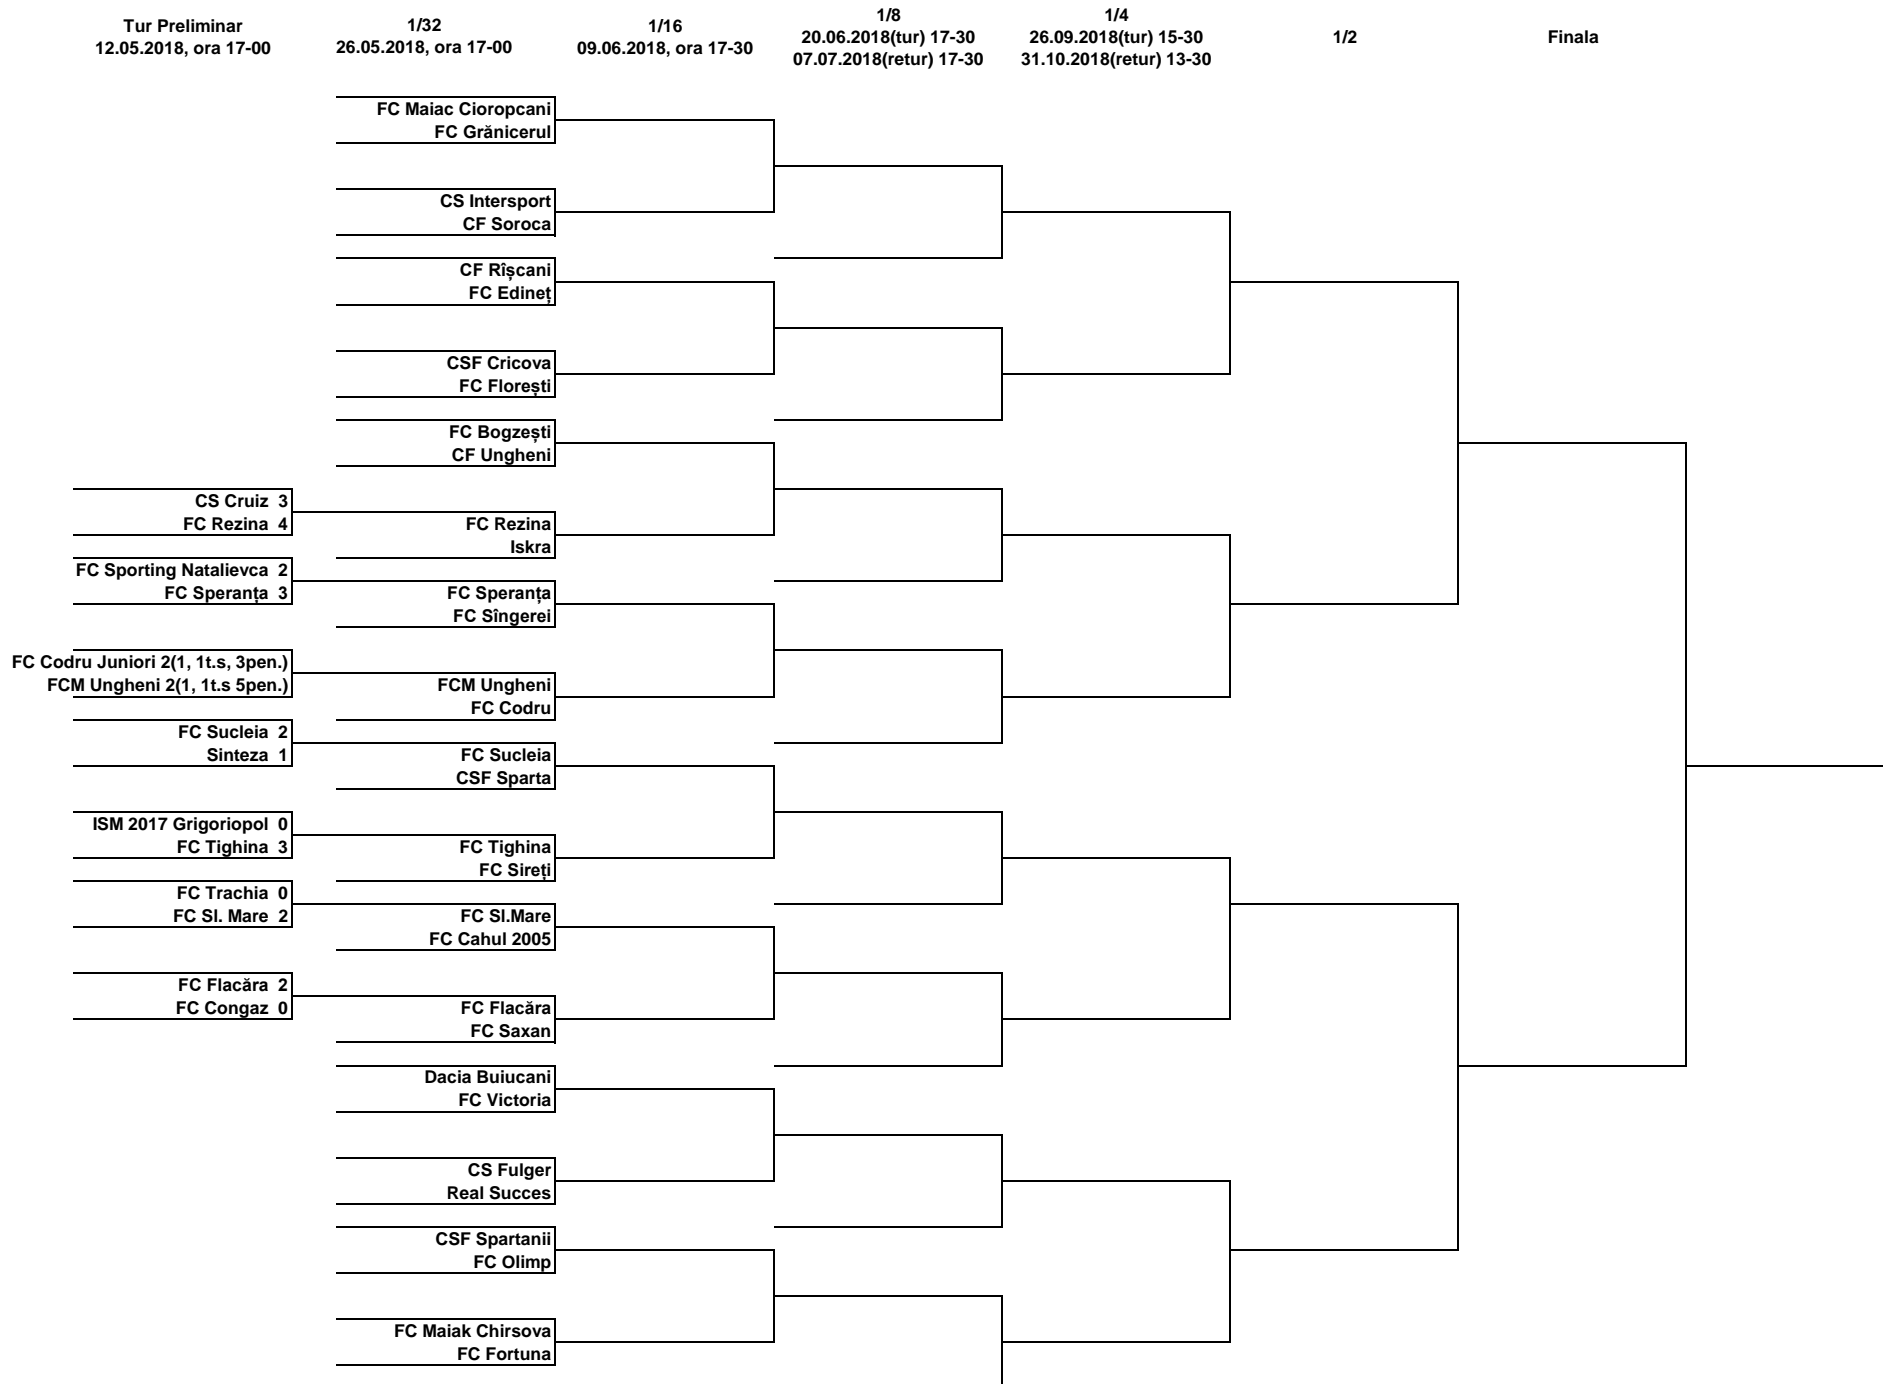 Tur Preliminar
12.05.2018, ora 17-00
1/32
26.05.2018, ora 17-00
1/16
09.06.2018, ora 17-30
1/8
20.06.2018(tur) 17-30
07.07.2018(retur) 17-30
1/4
26.09.2018(tur) 15-30
31.10.2018(retur) 13-30
1/2
Finala
FC Maiac Cioropcani
FC Grănicerul
CS Intersport
CF Soroca
CF Rîșcani
FC Edineț
CSF Cricova
FC Florești
FC Bogzești
CF Ungheni
CS Cruiz 3
FC Rezina 4
FC Rezina
Iskra
FC Sporting Natalievca 2
FC Speranța 3
FC Speranța
FC Sîngerei
FC Codru Juniori 2(1, 1t.s, 3pen.)
FCM Ungheni 2(1, 1t.s 5pen.)
FCM Ungheni
FC Codru
FC Sucleia 2
Sinteza 1
FC Sucleia
CSF Sparta
ISM 2017 Grigoriopol 0
FC Tighina 3
FC Tighina
FC Sireți
FC Trachia 0
FC Sl. Mare 2
FC Sl.Mare
FC Cahul 2005
FC Flacăra 2
FC Congaz 0
FC Flacăra
FC Saxan
Dacia Buiucani
FC Victoria
CS Fulger
Real Succes
CSF Spartanii
FC Olimp
FC Maiak Chirsova
FC Fortuna